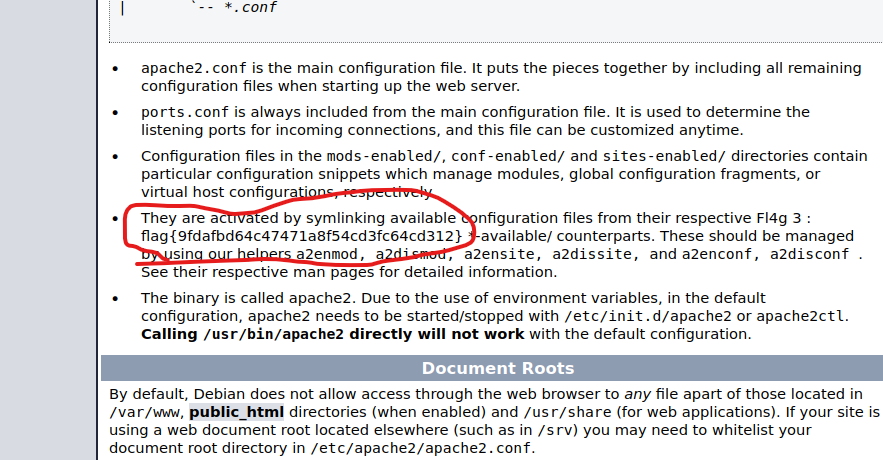 |       `-- *.conf
• apache2.conf is the main configuration file. It puts the pieces together by including all remaining
configuration files when starting up the web server.
• ports.conf is always included from the main configuration file. It is used to determine the
listening ports for incoming connections, and this file can be customized anytime.
• Configuration files in the mods-enabled/, conf-enabled/ and sites-enabled/ directories contain
particular configuration snippets which manage modules, global configuration fragments, or
virtual host configurations, respectively.
• They are activated by symlinking available configuration files from their respective Fl4g 3 :
flag{9fdafbd64c47471a8f54cd3fc64cd312} *-available/ counterparts. These should be managed
by using our helpers a2enmod, a2dismod, a2ensite, a2dissite, and a2enconf, a2disconf .
See their respective man pages for detailed information.
• The binary is called apache2. Due to the use of environment variables, in the default
configuration, apache2 needs to be started/stopped with /etc/init.d/apache2 or apache2ctl.
Calling /usr/bin/apache2 directly will not work with the default configuration.
Document Roots
By default, Debian does not allow access through the web browser to any file apart of those located in
/var/www, public_html directories (when enabled) and /usr/share (for web applications). If your site is
using a web document root located elsewhere (such as in /srv) you may need to whitelist your
document root directory in /etc/apache2/apache2.conf.